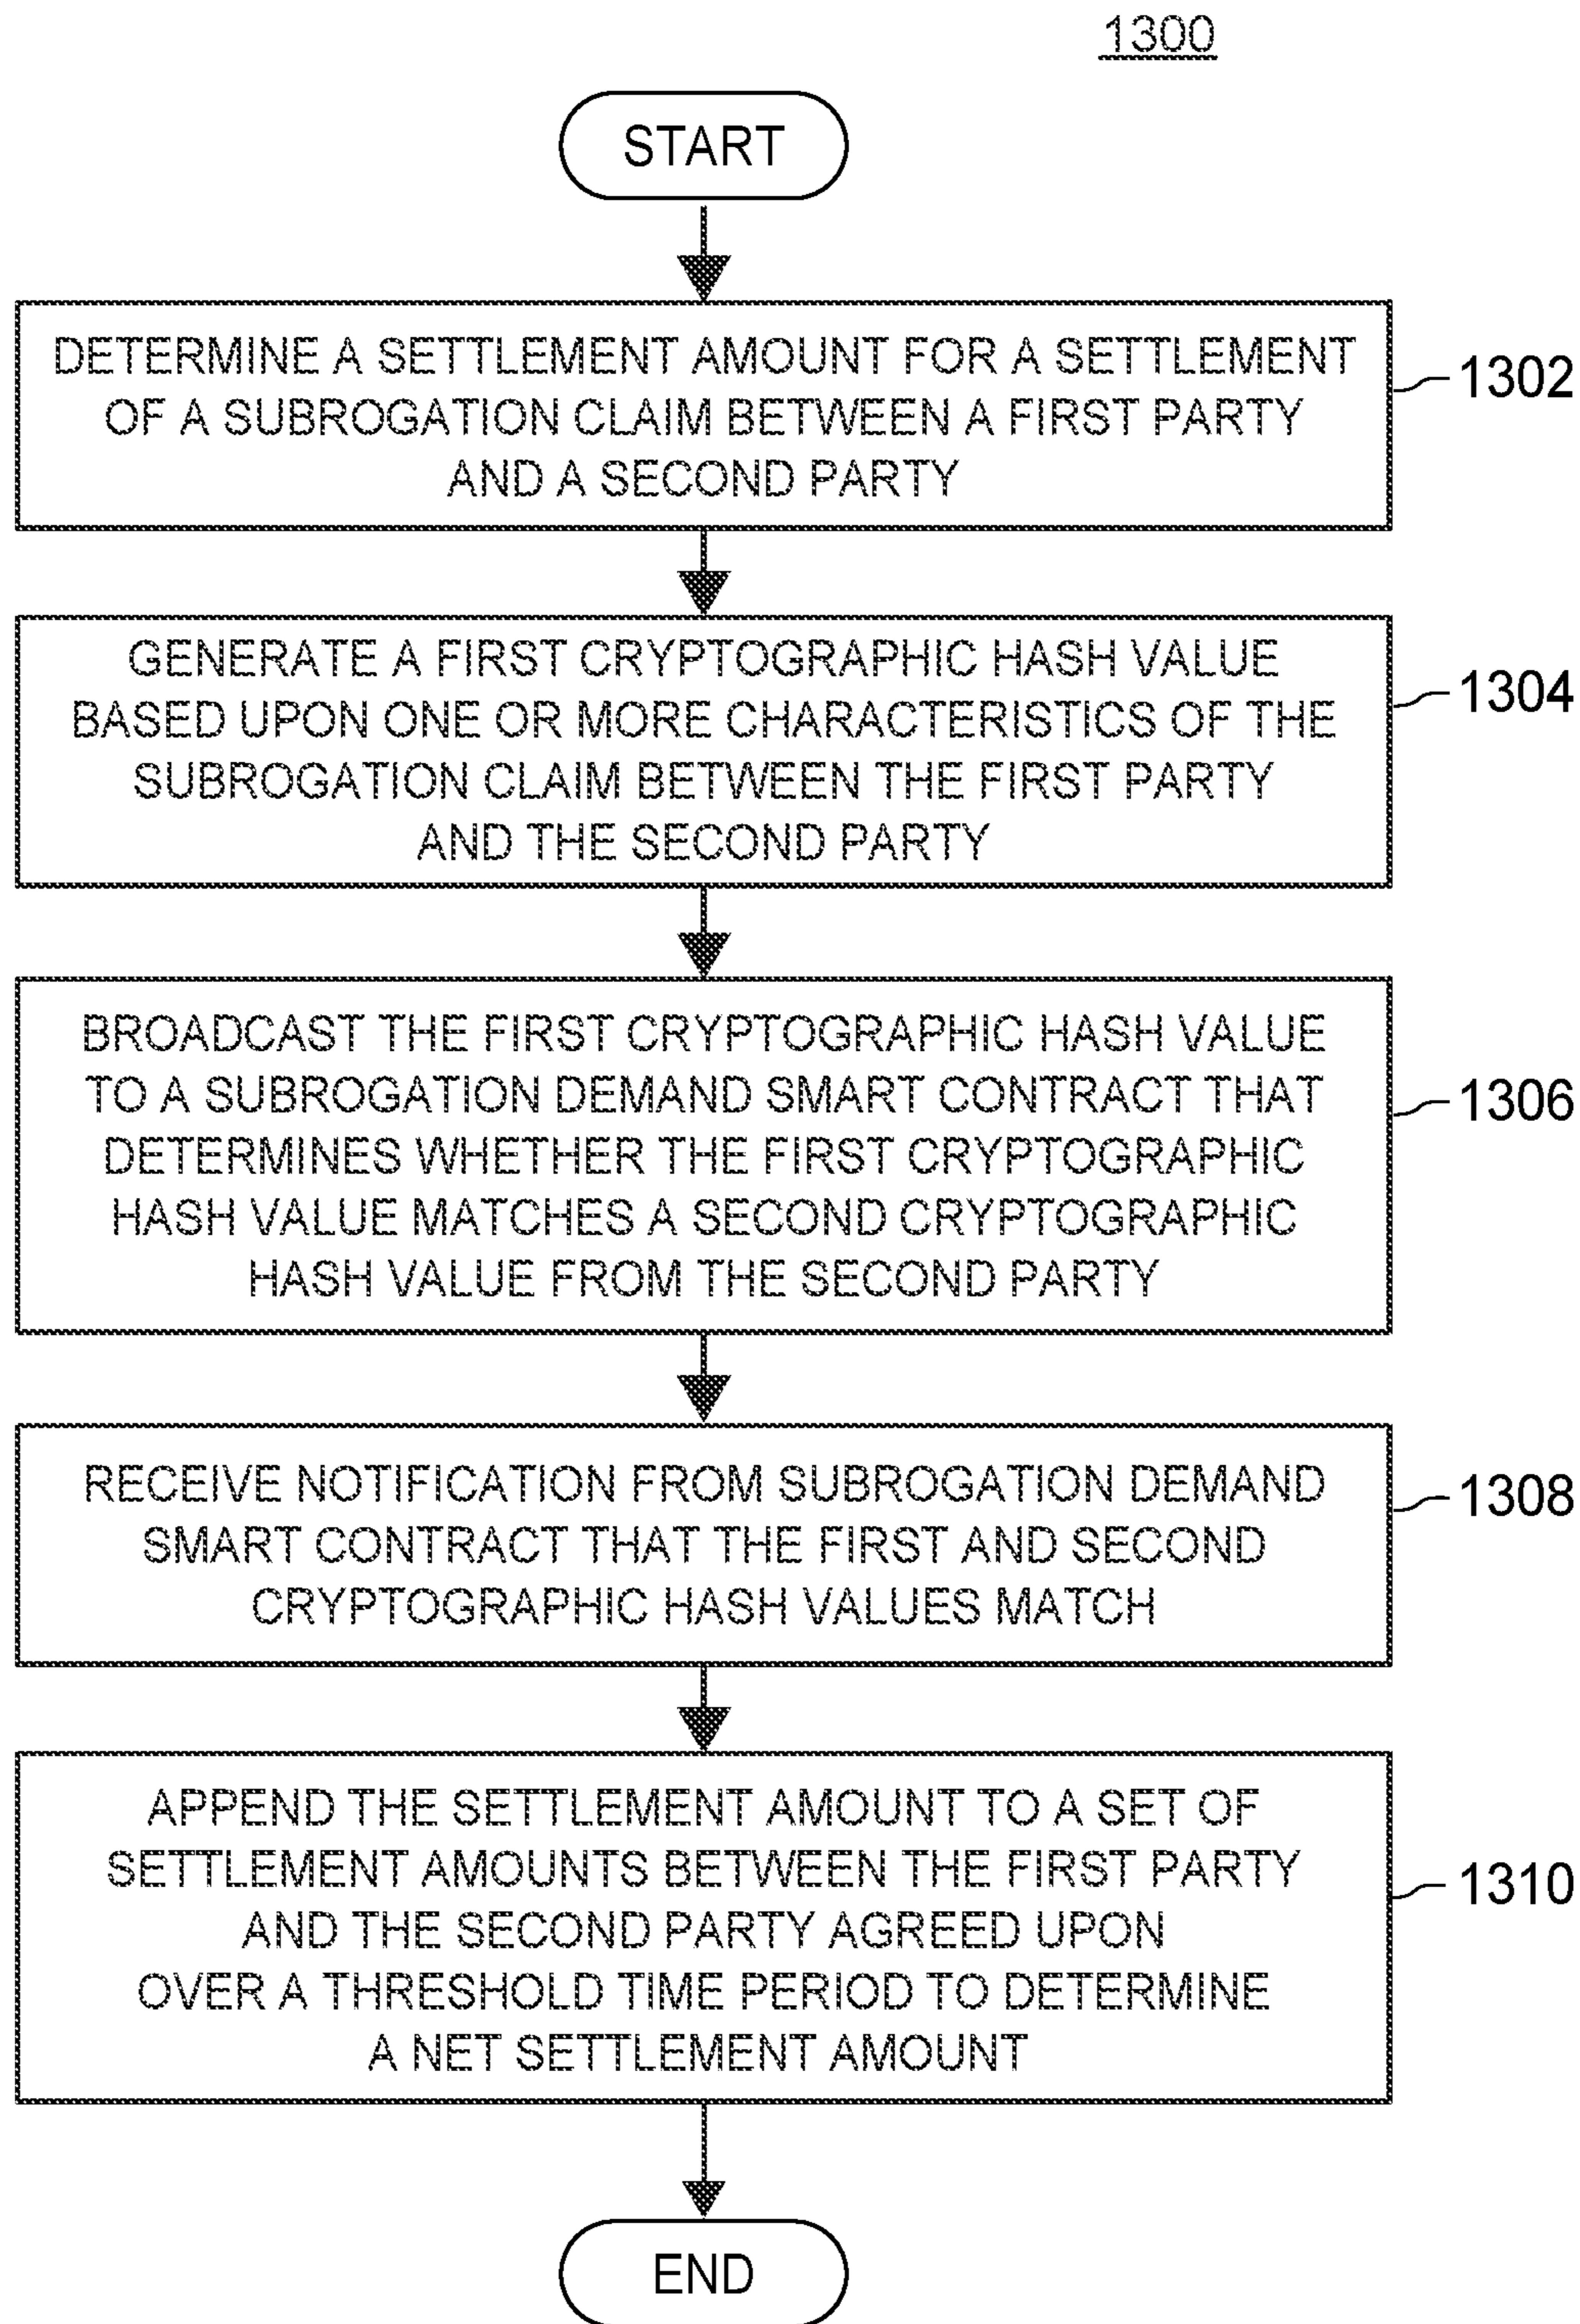 1300
START
DETERMINE A SETTLEMENT AMOUNT FOR A SETTLEMENT
OF A SUBROGATION CLAIM BETWEEN A FIRST PARTY
AND A SECOND PARTY
1302
GENERATE A FIRST CRYPTOGRAPHIC HASH VALUE
BASED UPON ONE OR MORE CHARACTERISTICS OF THE
SUBROGATION CLAIM BETWEEN THE FIRST PARTY
AND THE SECOND PARTY
1304
BROADCAST THE FIRST CRYPTOGRAPHIC HASH VALUE
TO A SUBROGATION DEMAND SMART CONTRACT THAT
DETERMINES WHETHER THE FIRST CRYPTOGRAPHIC
HASH VALUE MATCHES A SECOND CRYPTOGRAPHIC
HASH VALUE FROM THE SECOND PARTY
1306
RECEIVE NOTIFICATION FROM SUBROGATION DEMAND
SMART CONTRACT THAT THE FIRST AND SECOND
CRYPTOGRAPHIC HASH VALUES MATCH
1308
APPEND THE SETTLEMENT AMOUNT TO A SET OF
SETTLEMENT AMOUNTS BETWEEN THE FIRST PARTY
AND THE SECOND PARTY AGREED UPON
OVER A THRESHOLD TIME PERIOD TO DETERMINE
A NET SETTLEMENT AMOUNT
1310
END